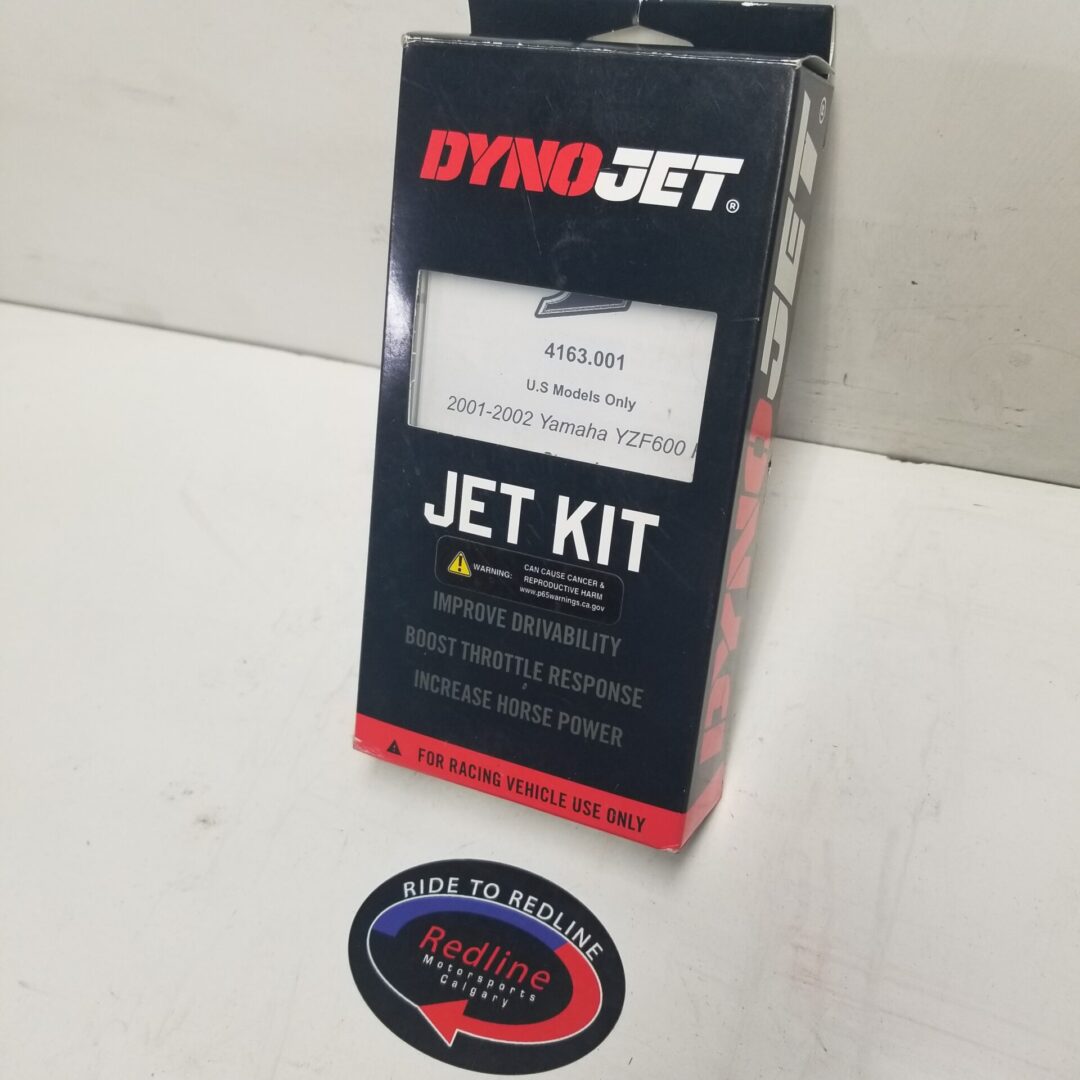 DYNOJET®
4163.001
U.S Models Only
2001-2002 Yamaha YZF600
JET KIT
WARNING: CAN CAUSE CANCER &
REPRODUCTIVE HARM
www.p65warnings.ca.gov
IMPROVE DRIVABILITY
BOOST THROTTLE RESPONSE
INCREASE HORSE POWER
FOR RACING VEHICLE USE ONLY
DYNOJET®
RIDE TO REDLINE
Redline
Motorsports
Calgary